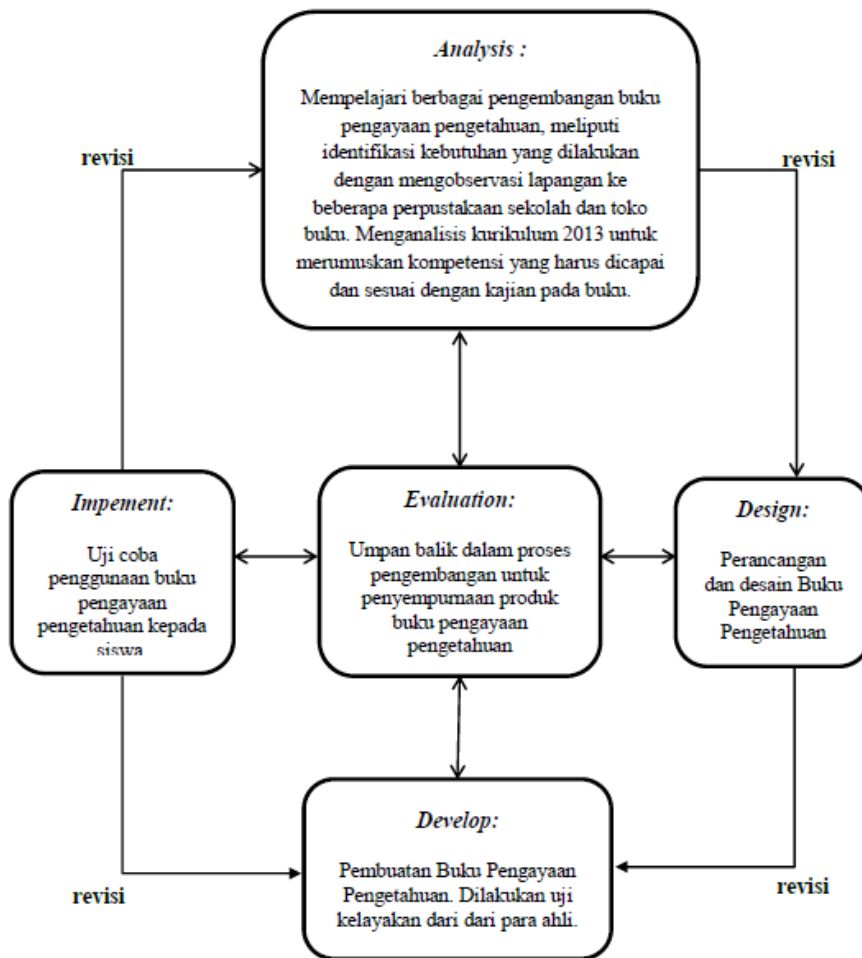 Analysis :
Mempelajari berbagai pengembangan buku
pengayaan pengetahuan, meliputi
identifikasi kebutuhan yang dilakukan
dengan mengobservasi lapangan ke
beberapa perpustakaan sekolah dan toko
buku. Menganalisis kurikulum 2013 untuk
merumuskan kompetensi yang harus dicapai
dan sesuai dengan kajian pada buku.
revisi
revisi
Impement:
Uji coba
penggunaan buku
pengayaan
pengetahuan kepada
siswa
Evaluation:
Umpan balik dalam proses
pengembangan untuk
penyempurnaan produk
buku pengayaan
pengetahuan
Design:
Perancangan
dan desain Buku
Pengayaan
Pengetahuan
Develop:
Pembuatan Buku Pengayaan
Pengetahuan. Dilakukan uji
kelayakan dari dari para ahli.
revisi
revisi